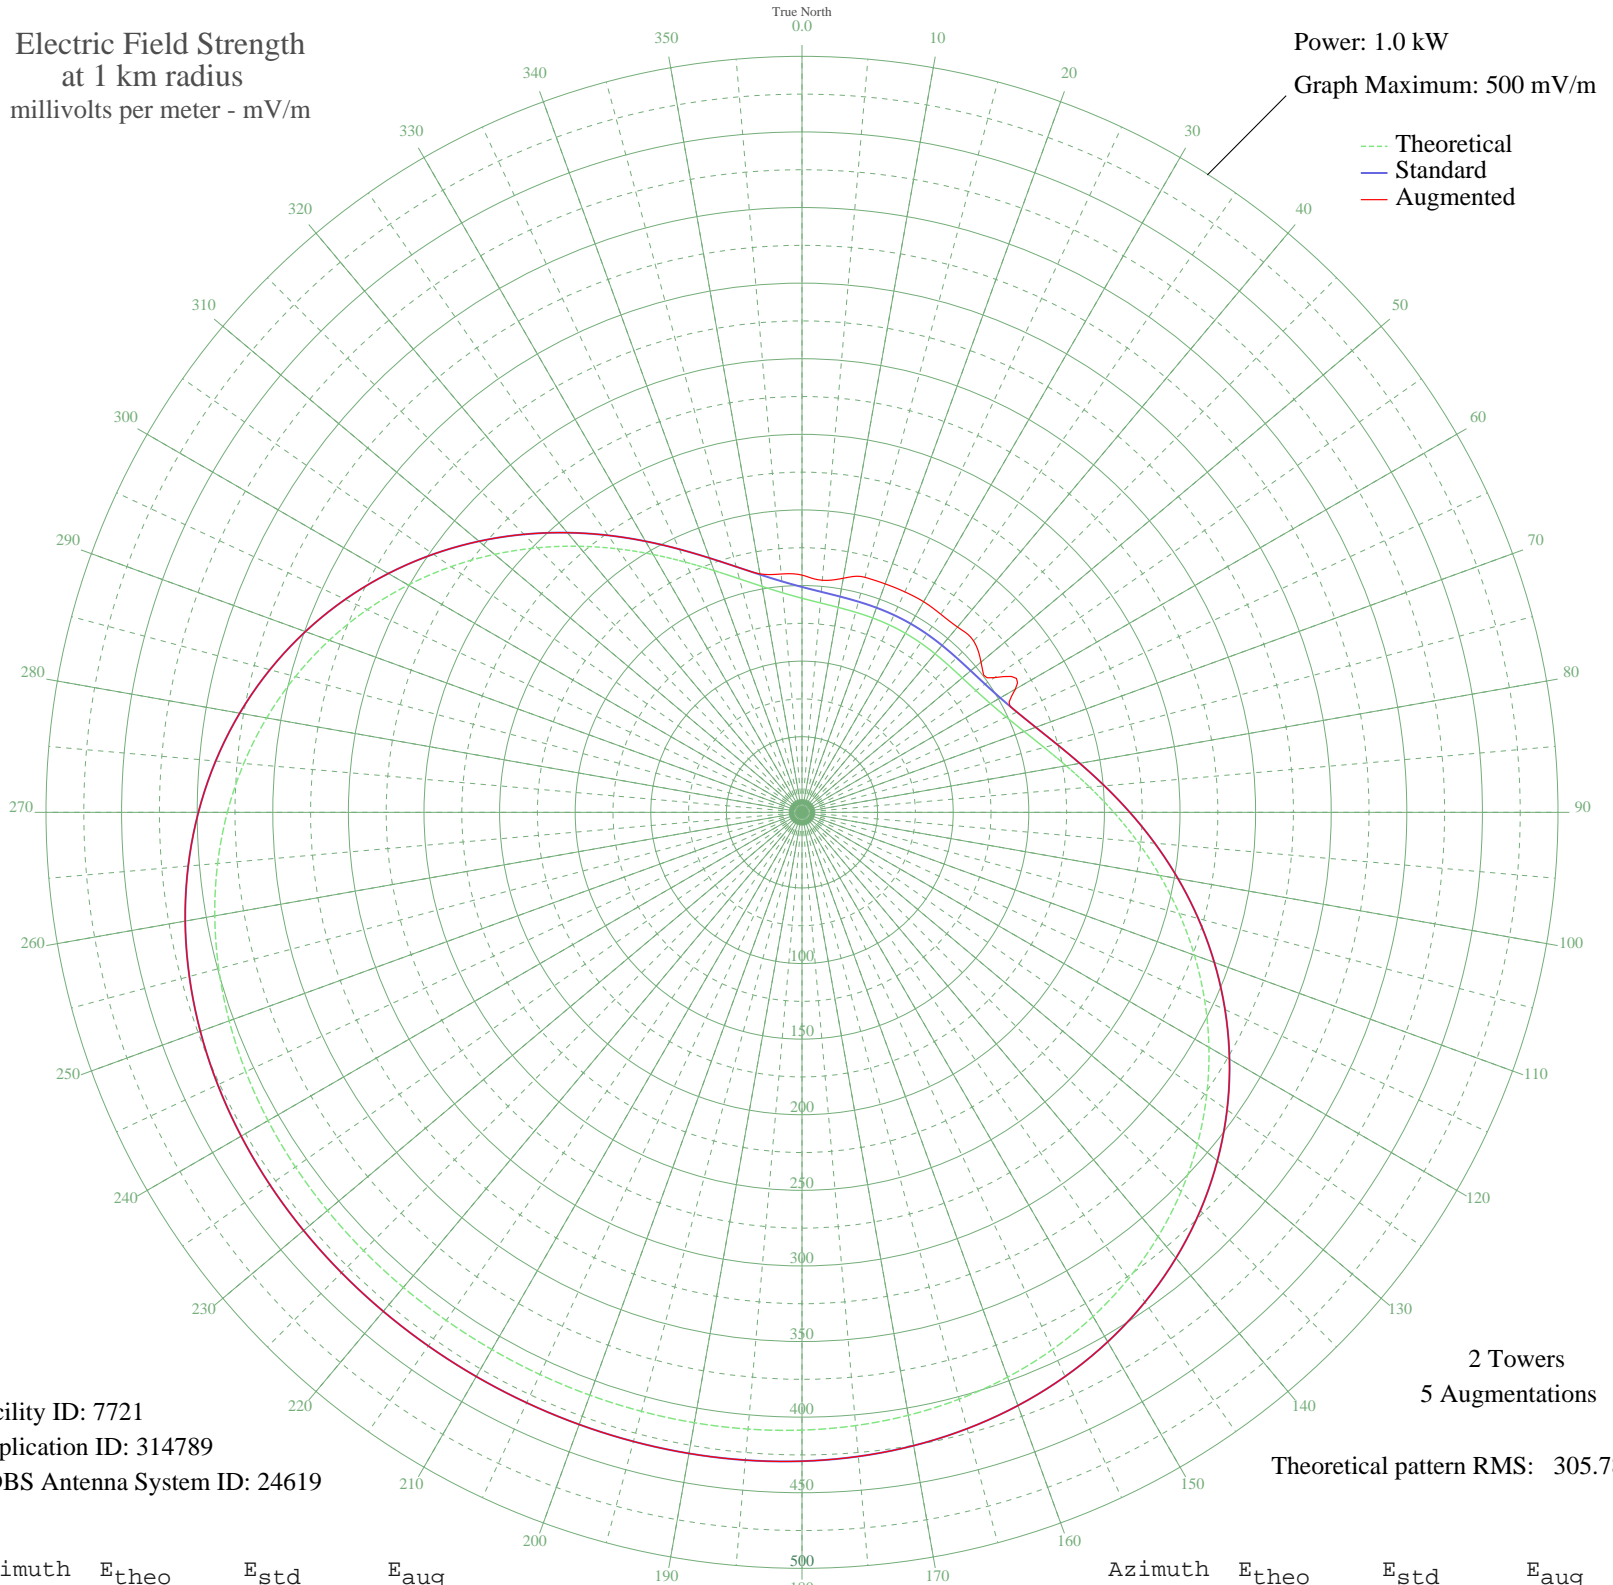 True North
0.0
Electric Field Strength
at 1 km radius
millivolts per meter - mV/m
Power: 1.0 kW
Graph Maximum: 500 mV/m
Theoretical
Standard
Augmented
10
20
30
40
50
60
70
80
90
100
110
120
130
140
150
160
170
190
200
210
220
230
240
250
260
270
280
290
300
310
320
330
340
350
100
150
200
250
300
350
400
450
500
2 Towers
5 Augmentations
Theoretical pattern RMS: 305.7
cility ID: 7721
plication ID: 314789
DBS Antenna System ID: 24619
imuth Etheo Estd Eaug
Azimuth Etheo Estd Eaug